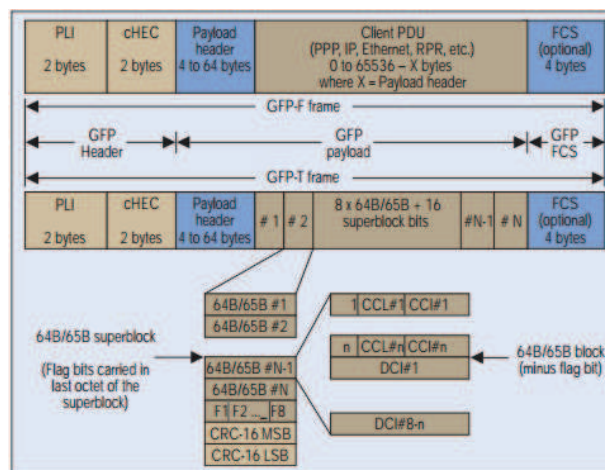 PLI
2 bytes
cHEC
2 bytes
Payload
header
4 to 64 bytes
Client PDU
(PPP, IP, Ethernet, RPR, etc.)
0 to 65536 – X bytes
where X = Payload header
FCS
(optional)
4 bytes
GFP-F frame
GFP
Header
GFP
payload
GFP
FCS
GFP-T frame
PLI
2 bytes
cHEC
2 bytes
Payload
header
4 to 64 bytes
# 1
# 2
8 x 64B/65B + 16
superblock bits
#N-1
# N
FCS
(optional)
4 bytes
64B/65B superblock
(Flag bits carried in
last octet of the
superblock)
64B/65B #1
64B/65B #2
64B/65B #N-1
64B/65B #N
F1 F2 ... F8
CRC-16 MSB
CRC-16 LSB
1 CCL#1 CCI#1
n CCL#n CCI#n
DCI#1
DCI#8-n
64B/65B block
(minus flag bit)